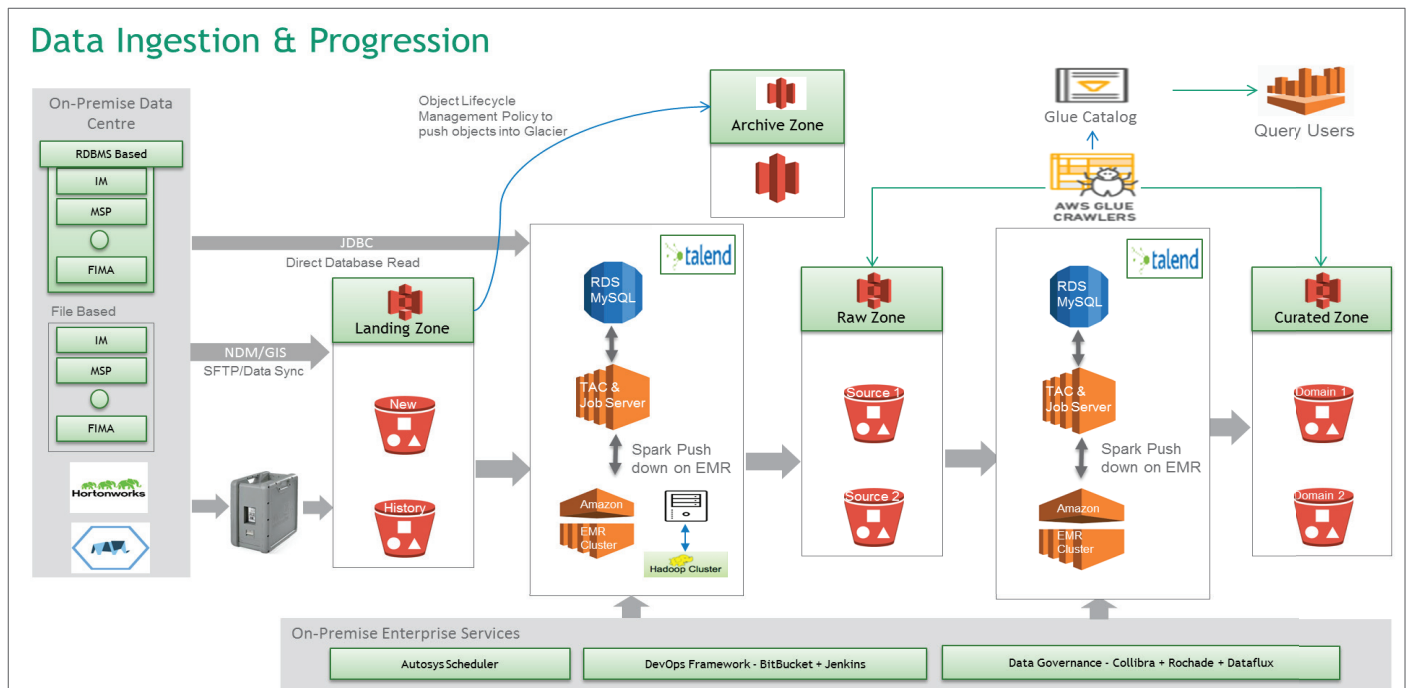 Data Ingestion & Progression
On-Premise Data
Centre
RDBMS Based
IM
MSP
FIMA
File Based
IM
MSP
FIMA
Hortonworks
JDBC
Direct Database Read
NDM/GIS
SFTP/Data Sync
Object Lifecycle
Management Policy to
push objects into Glacier
Landing Zone
New
History
Archive Zone
talend
RDS
MySQL
TAC &
Job Server
Spark Push
down on EMR
Amazon
EMR
Cluster
Hadoop Cluster
Raw Zone
Source 1
Source 2
Glue Catalog
Query Users
AWS GLUE
CRAWLERS
talend
RDS
MySQL
TAC &
Job Server
Spark Push
down on EMR
Amazon
EMR
Cluster
Curated Zone
Domain 1
Domain 2
On-Premise Enterprise Services
Autosys Scheduler
DevOps Framework - BitBucket + Jenkins
Data Governance - Collibra + Rochade + Dataflux